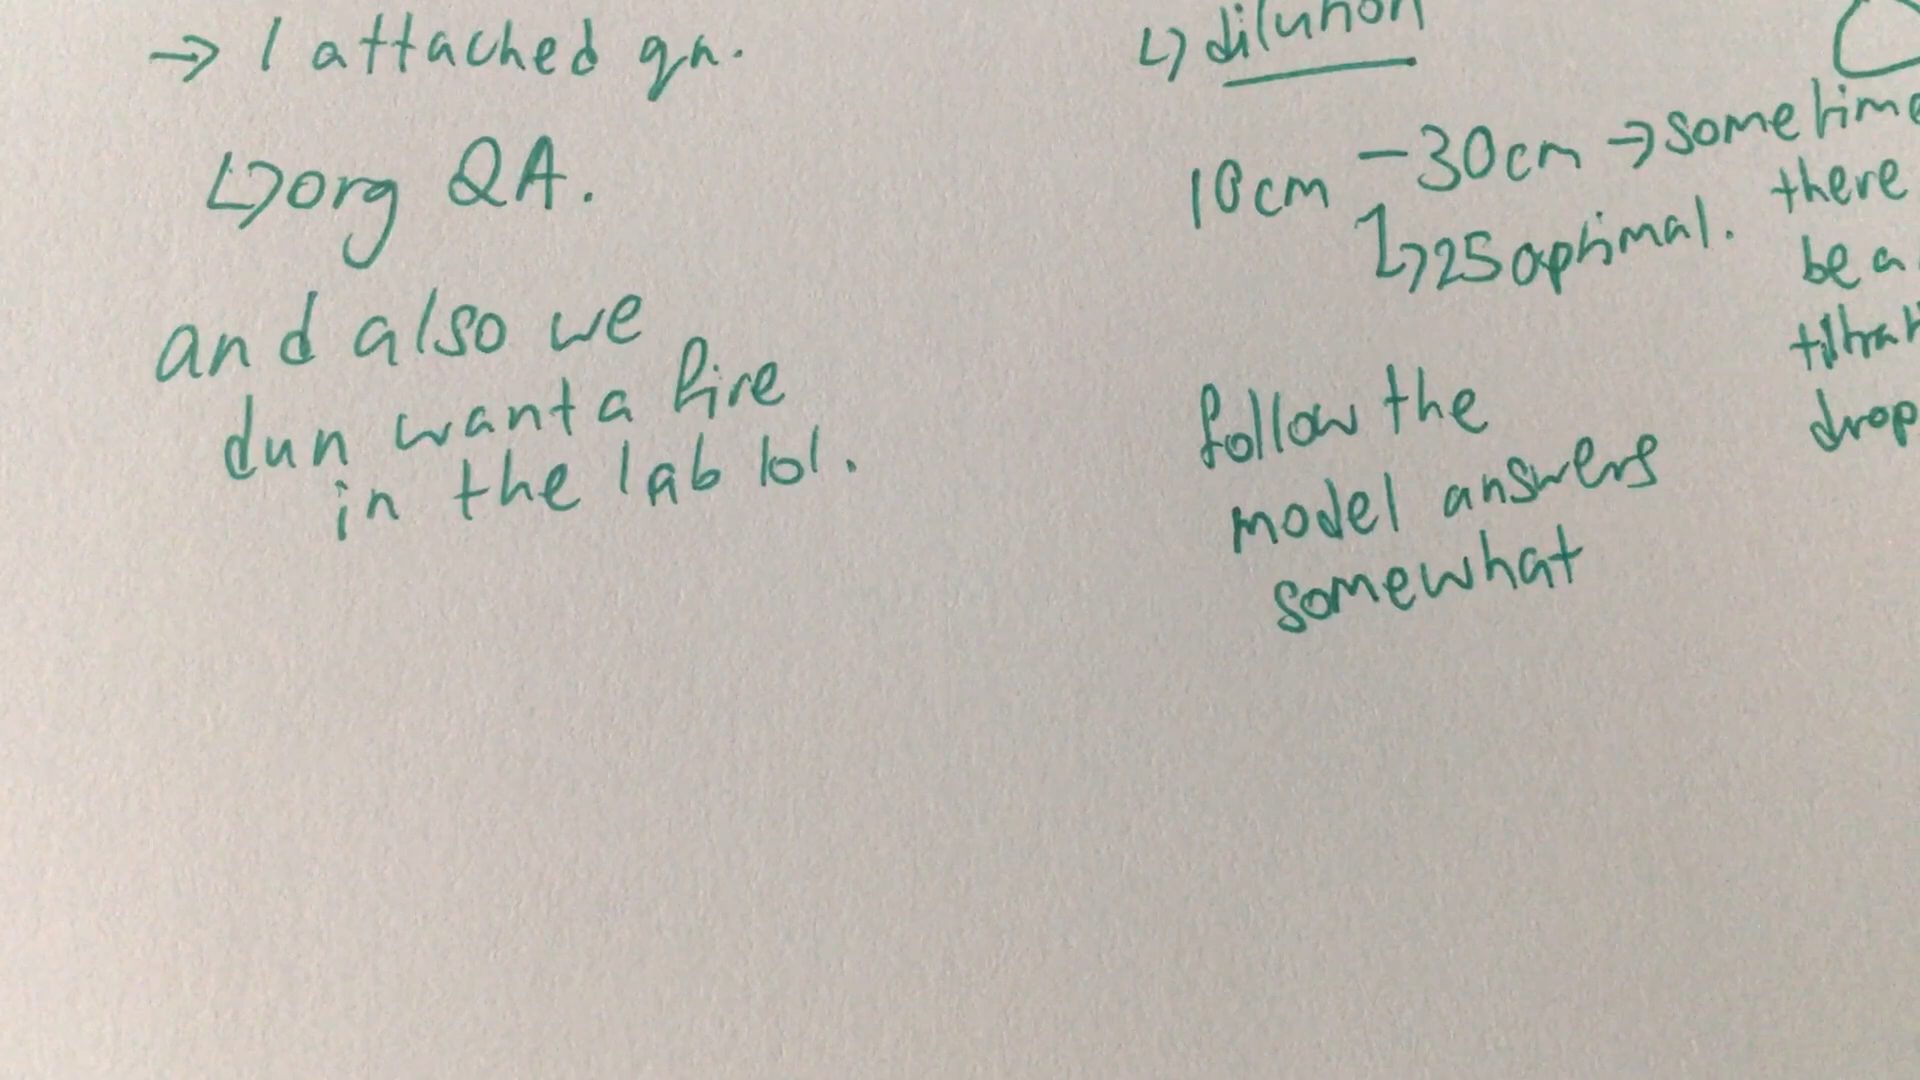 → 1 attached qn.
↳ org QA.
and also we
dun want a fire
in the lab lol.
↳ dilution
10cm - 30cm → sometime
↳ 25 optimal.
follow the
model answers
somewhat
there
be a
drop